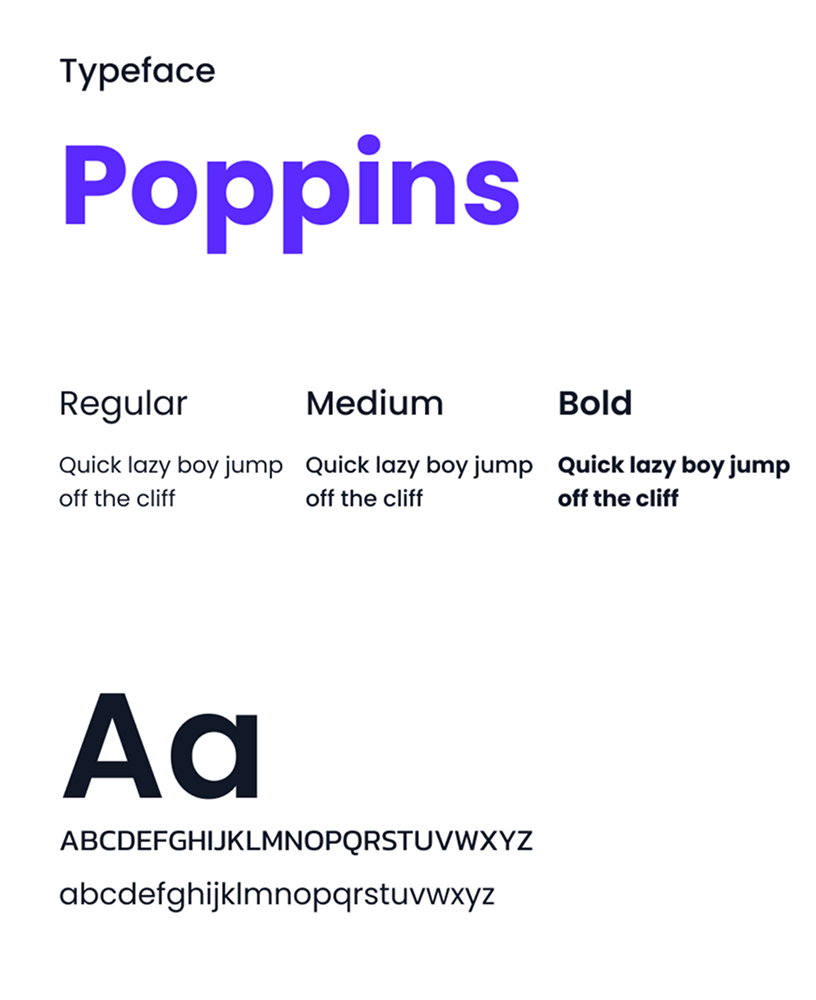 Typeface
Poppins
Regular
Quick lazy boy jump
off the cliff
Medium
Quick lazy boy jump
off the cliff
Bold
Quick lazy boy jump
off the cliff
Aa
ABCDEFGHIJKLMNOPQRSTUVWXYZ
abcdefghijklmnopqrstuvwxyz